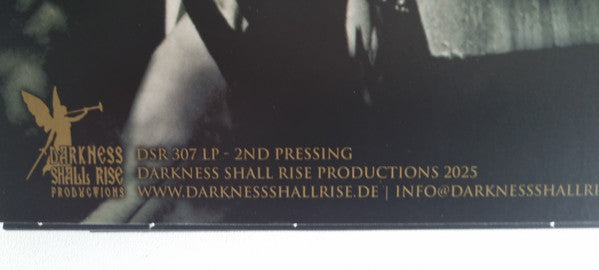 DARKNESS
SHALL RISE
PRODUCTIONS
DSR 307 LP - 2ND PRESSING
DARKNESS SHALL RISE PRODUCTIONS 2025
WWW.DARKNESSSHALLRISE.DE | INFO@DARKNESSSHALLRI